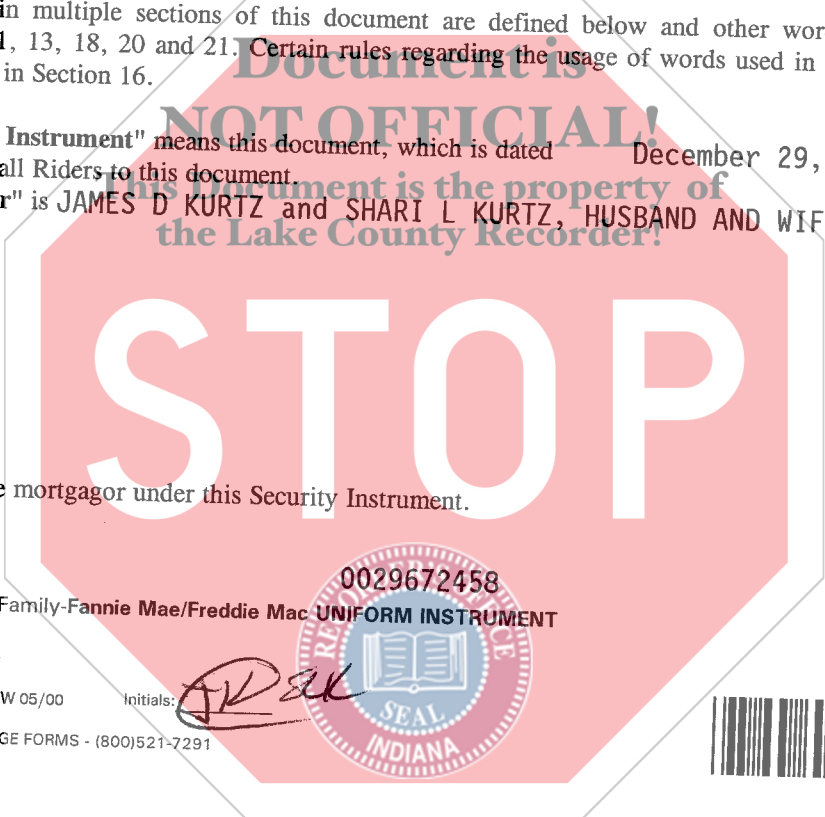 in multiple sections of this document are defined below and other wor
, 13, 18, 20 and 21. Certain rules regarding the usage of words used in
in Section 16.
Document is
NOT OFFICIAL!
This Document is the property of
the Lake County Recorder!
Instrument" means this document, which is dated December 29,
all Riders to this document.
r" is JAMES D KURTZ and SHARI L KURTZ, HUSBAND AND WIF
STOP
mortgagor under this Security Instrument.
0029672458
Family-Fannie Mae/Freddie Mac UNIFORM INSTRUMENT
W 05/00 Initials: JDK SLK
GE FORMS - (800)521-7291
SEAL
INDIANA